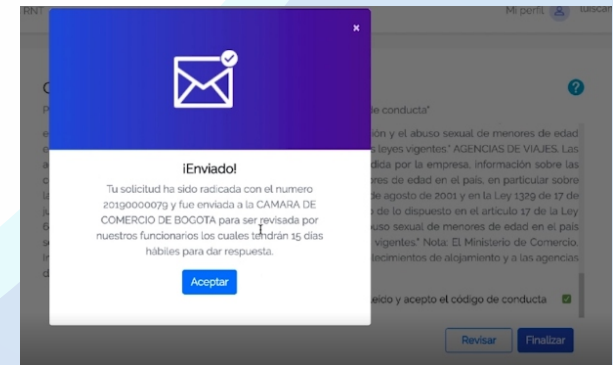 RNT
Mi perfil
×
¡Enviado!
Tu solicitud ha sido radicada con el numero
20190000079 y fue enviada a la CAMARA DE
COMERCIO DE BOGOTA para ser revisada por
nuestros funcionarios los cuales tendrán 15 días
hábiles para dar respuesta.
Aceptar
?
de conducta"
ión y el abuso sexual de menores de edad
s leyes vigentes." AGENCIAS DE VIAJES. Las
dida por la empresa, información sobre las
ores de edad en el país, en particular sobre
de agosto de 2001 y en la Ley 1329 de 17 de
o de lo dispuesto en el artículo 17 de la Ley
uso sexual de menores de edad en el país
vigentes." Nota: El Ministerio de Comercio,
lecimientos de alojamiento y a las agencias
leído y acepto el código de conducta
Revisar
Finalizar